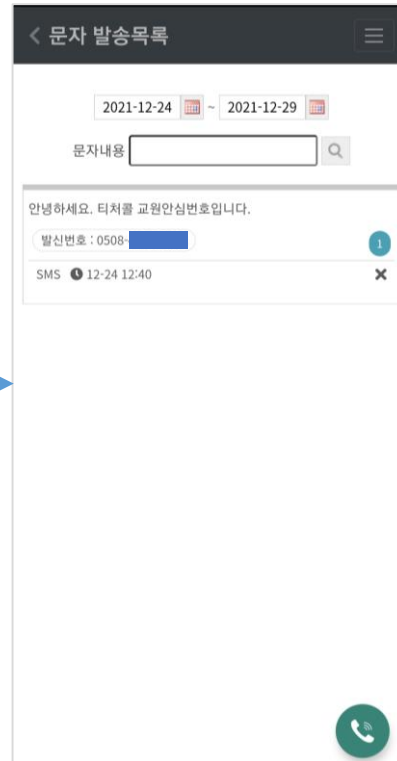 < 문자 발송목록
2021-12-24 ~ 2021-12-29
문자내용
안녕하세요. 티처콜 교원안심번호입니다.
발신번호 : 0508-
1
SMS 12-24 12:40